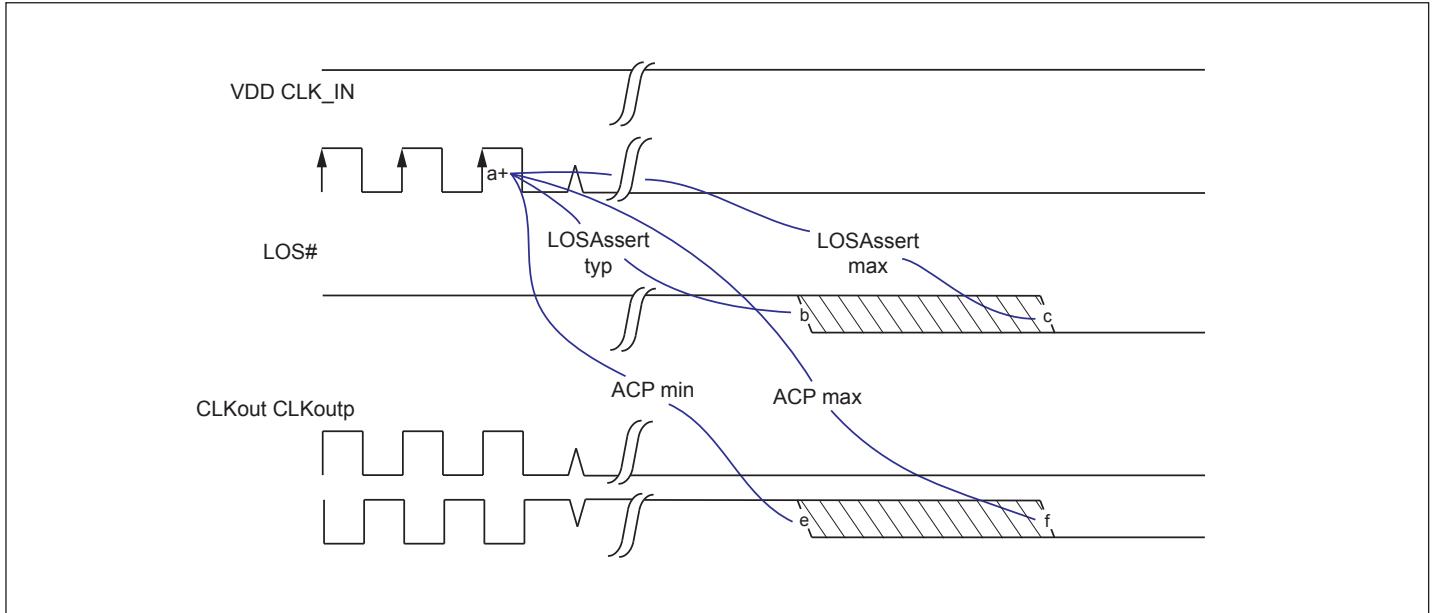 VDD CLK_IN
a+
LOS#
LOSAssert
typ
LOSAssert
max
b
c
ACP min
ACP max
CLKout CLKoutp
e
f